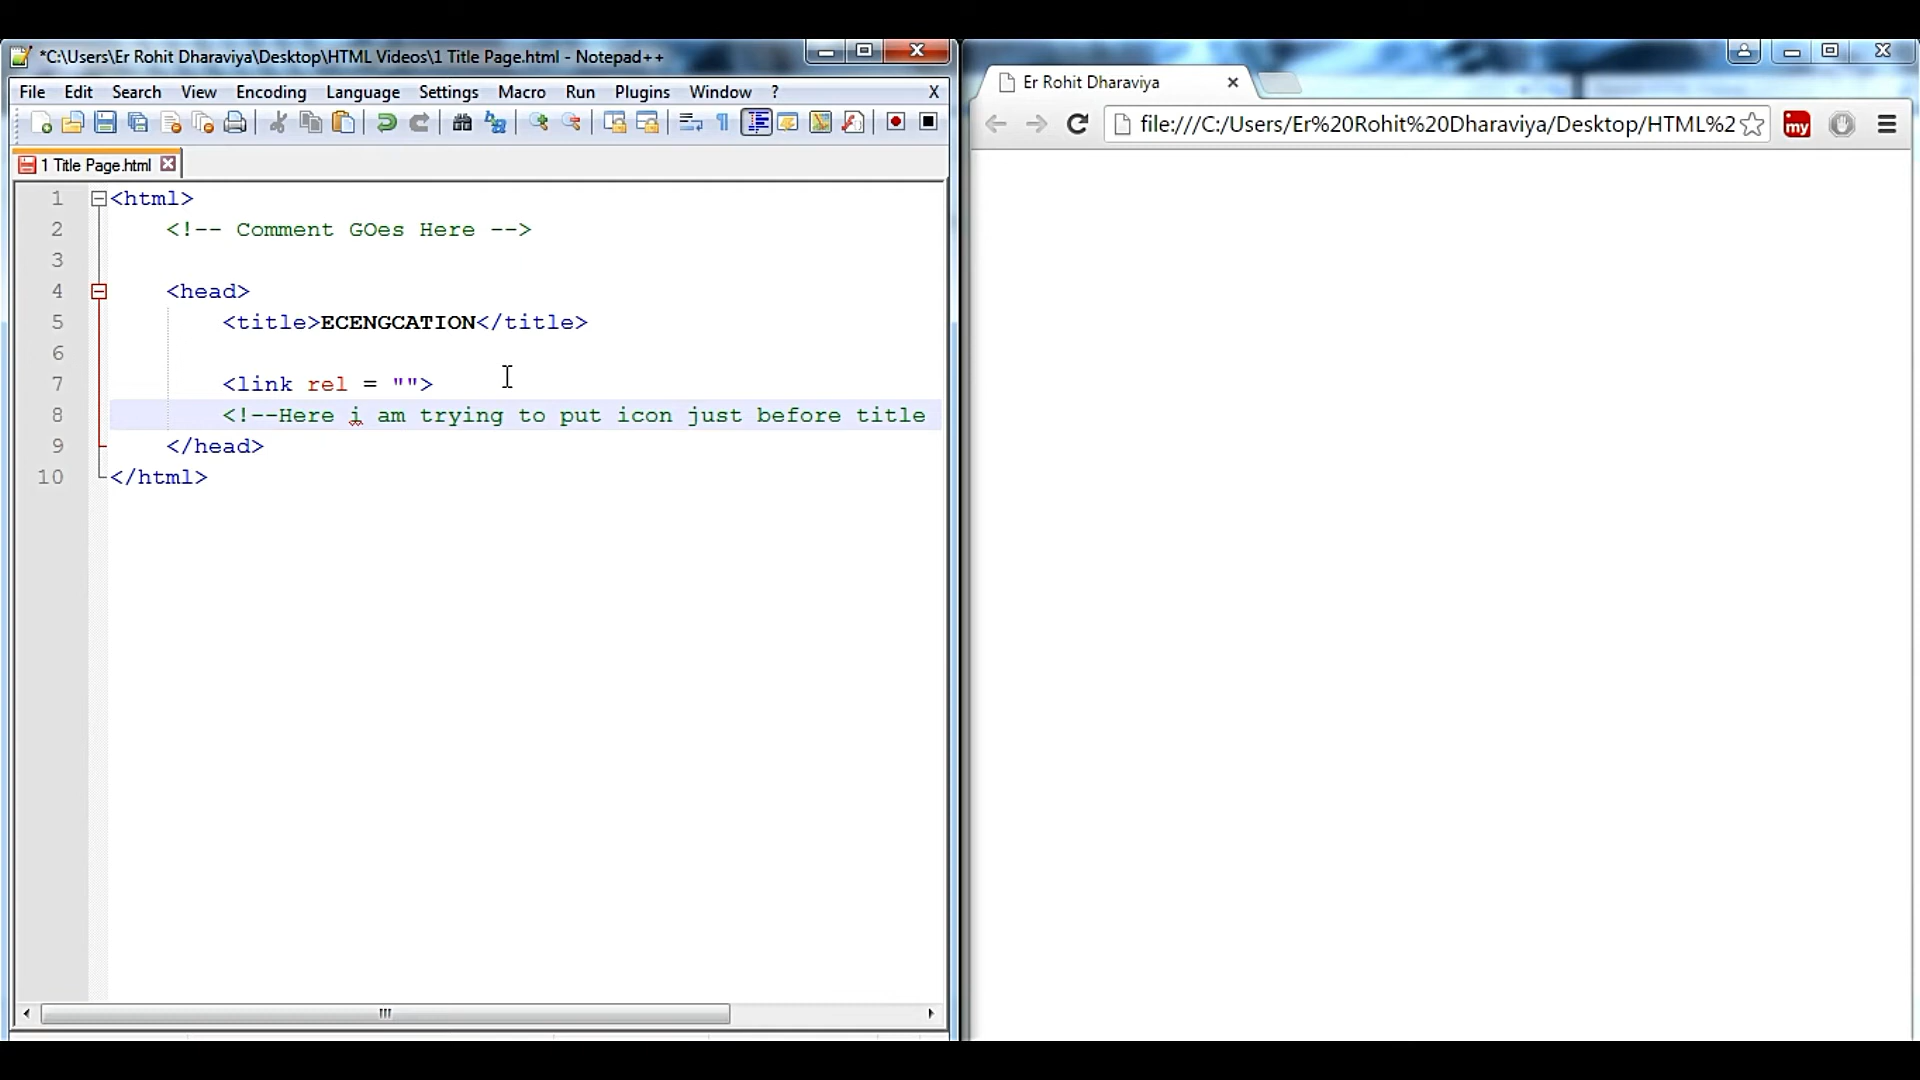 *C:\Users\Er Rohit Dharaviya\Desktop\HTML Videos\1 Title Page.html - Notepad++
File Edit Search View Encoding Language Settings Macro Run Plugins Window ? X
1 Title Page.html
1 <html>
2 <!-- Comment GOes Here -->
3
4 <head>
5 <title>ECENGCATION</title>
6
7 <link rel = "">
8 <!--Here i am trying to put icon just before title
9 </head>
10 </html>
Er Rohit Dharaviya
file:///C:/Users/Er%20Rohit%20Dharaviya/Desktop/HTML%2
my